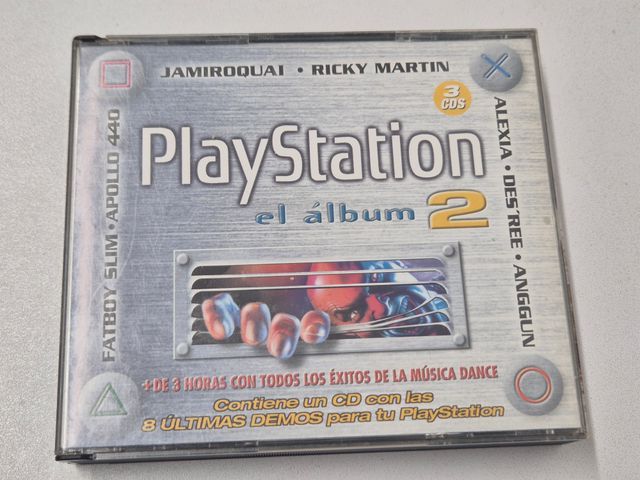 JAMIROQUAI • RICKY MARTIN
3 CDS
FATBOY SLIM • APOLLO 440
ALEXIA • DES'REE • ANGGUN
PlayStation
el álbum 2
+ DE 3 HORAS CON TODOS LOS ÉXITOS DE LA MÚSICA DANCE
Contiene un CD con las
8 ÚLTIMAS DEMOS para tu PlayStation